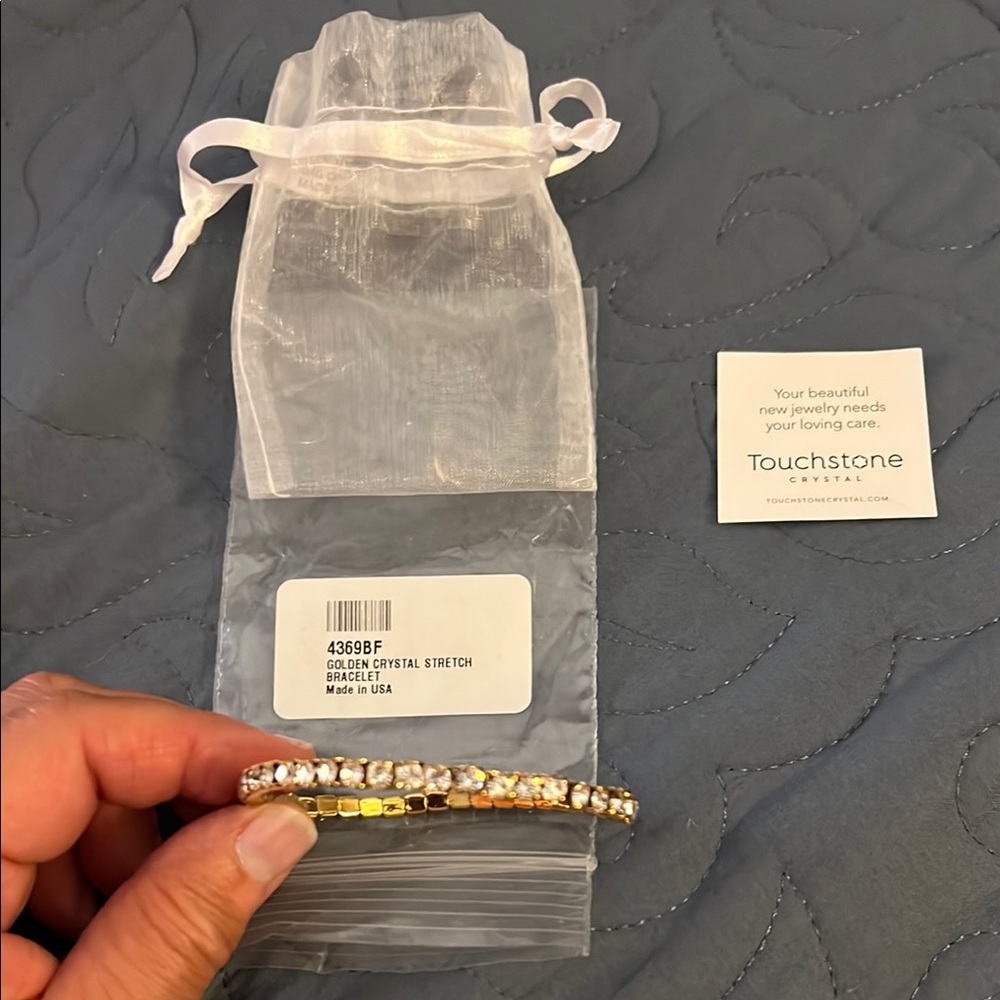 Your beautiful
new jewelry needs
your loving care.
Touchstone
CRYSTAL
TOUCHSTONECRYSTAL.COM
4369BF
GOLDEN CRYSTAL STRETCH
BRACELET
Made in USA